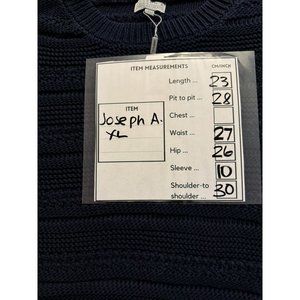 ITEM MEASUREMENTS CM/INCH
Length ... 23
Pit to pit ... 28
Chest ...
Waist ... 27
Hip ... 26
Sleeve ... 10
Shoulder-to
shoulder ... 30
ITEM
Joseph A.
XL